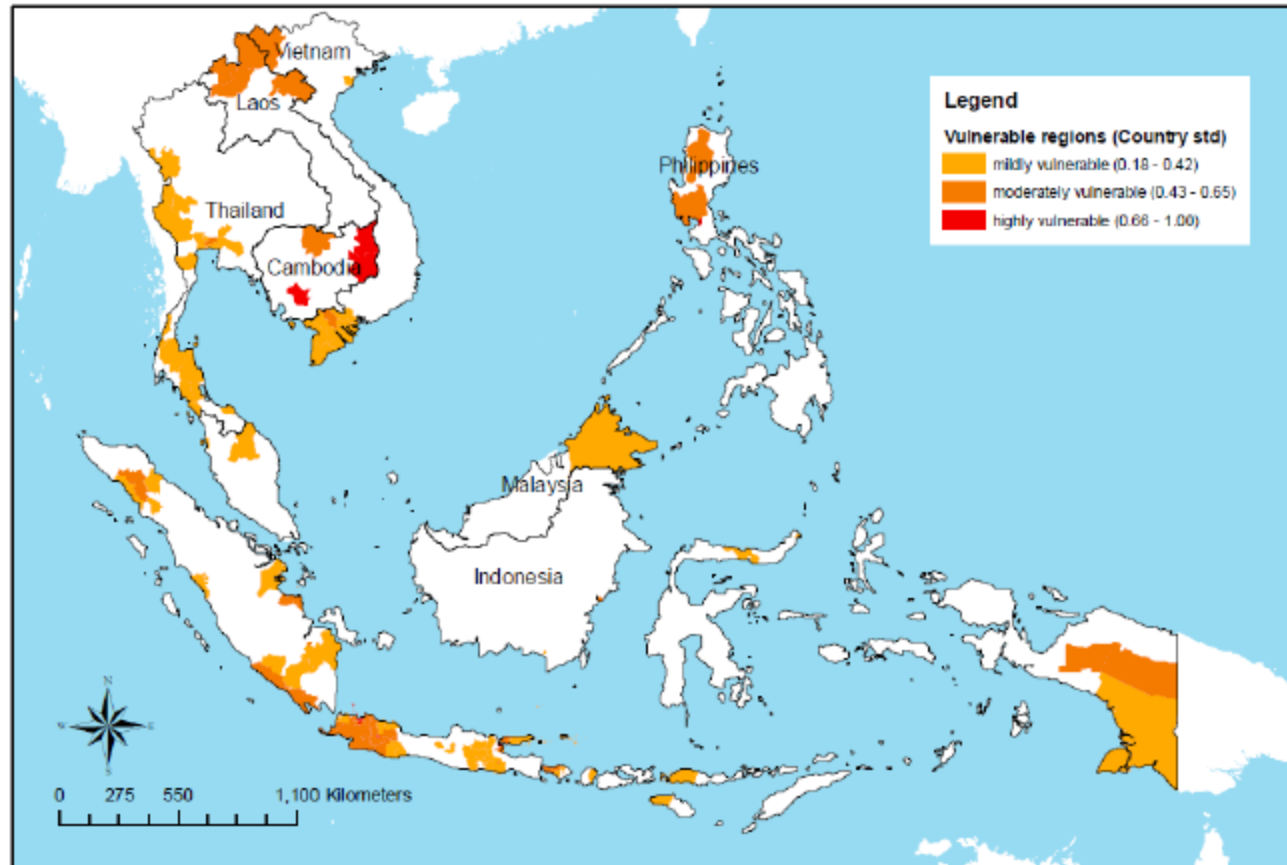 Vietnam
Laos
Legend
Vulnerable regions (Country std)
mildly vulnerable (0.18 - 0.42)
moderately vulnerable (0.43 - 0.65)
highly vulnerable (0.66 - 1.00)
Philippines
Thailand
Cambodia
Malaysia
Indonesia
N
W
E
S
0 275 550 1,100 Kilometers